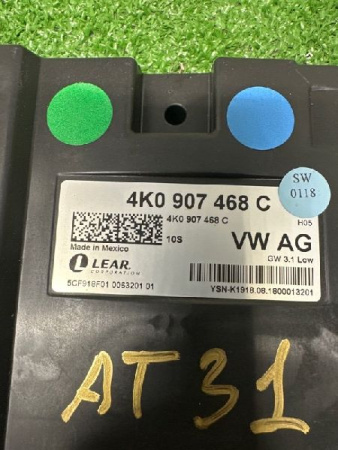 SW
0118
4K0 907 468 C
4K0 907 468 C
H05
10S
VW AG
Made in Mexico
GW 3.1 Low
LEAR
CORPORATION
5CF919F01 0063201 01
YSN-K1918.08.1800013201
AT31